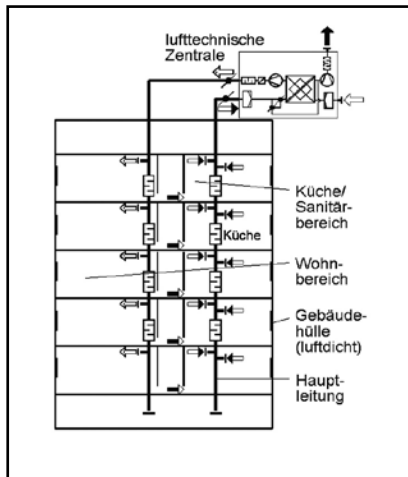 lufttechnische
Zentrale
Küche/
Sanitär-
bereich
Küche
Wohn-
bereich
Gebäude-
hülle
(luftdicht)
Haupt-
leitung